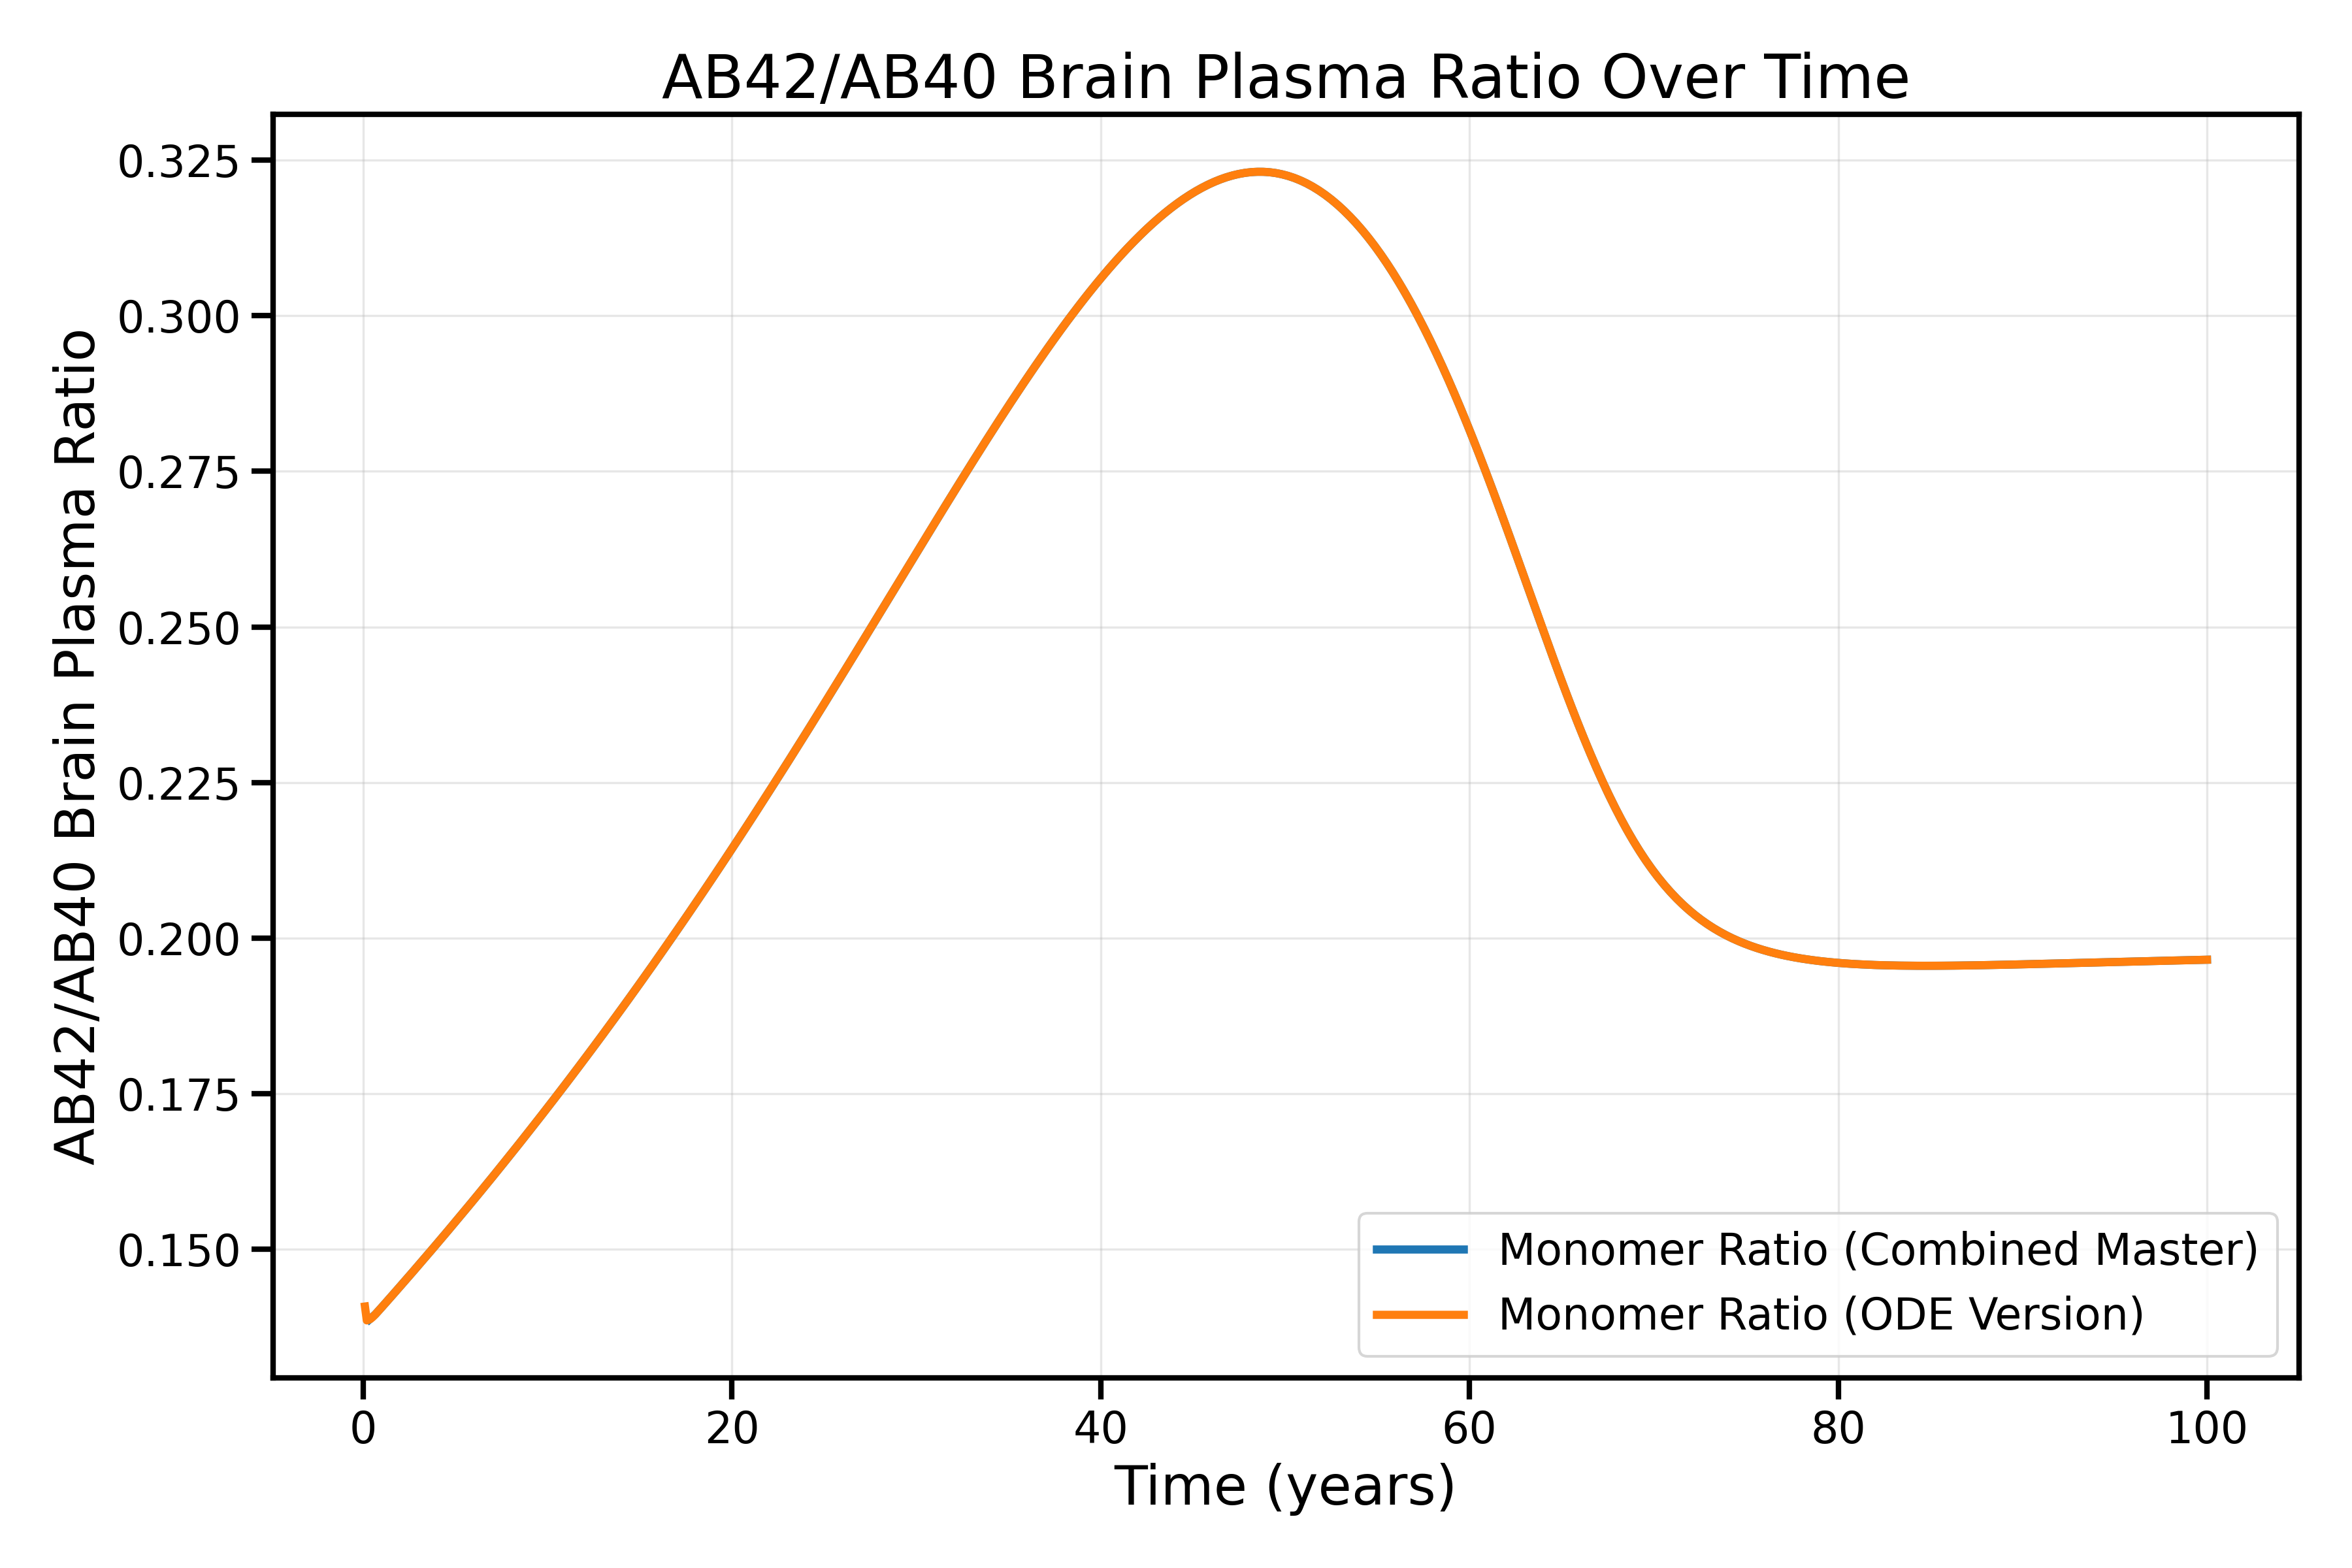 AB42/AB40 Brain Plasma Ratio Over Time
AB42/AB40 Brain Plasma Ratio
0.325
0.300
0.275
0.250
0.225
0.200
0.175
0.150
Monomer Ratio (Combined Master)
Monomer Ratio (ODE Version)
0 20 40 60 80 100
Time (years)